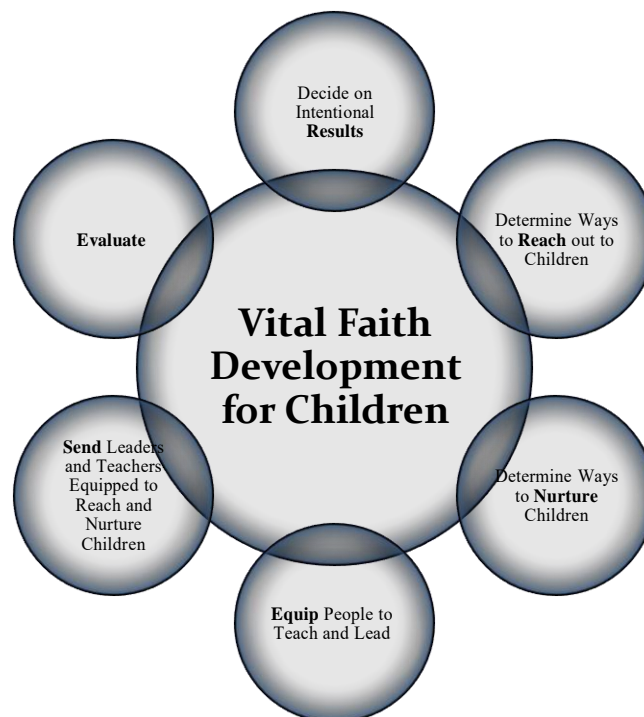 Decide on
Intentional
Results
Determine Ways
to Reach out to
Children
Determine Ways
to Nurture
Children
Equip People to
Teach and Lead
Send Leaders
and Teachers
Equipped to
Reach and
Nurture
Children
Evaluate
Vital Faith
Development
for Children